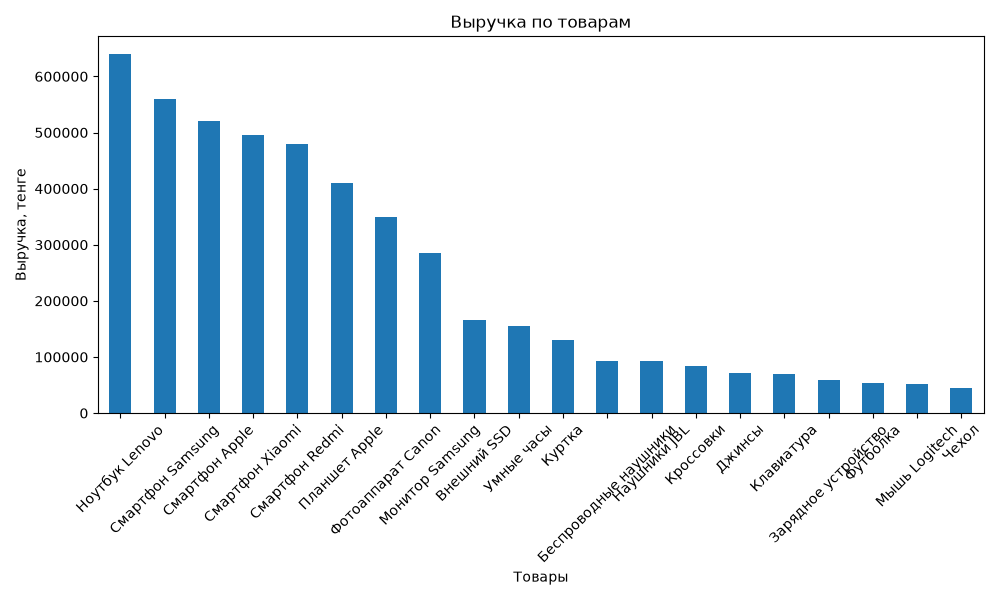 Выручка по товарам
Выручка, тенге
600000
500000
400000
300000
200000
100000
0
Ноутбук Lenovo
Смартфон Samsung
Смартфон Apple
Смартфон Xiaomi
Смартфон Redmi
Планшет Apple
Фотоаппарат Canon
Монитор Samsung
Внешний SSD
Умные часы
Куртка
Беспроводные наушники
Наушники JBL
Кроссовки
Джинсы
Клавиатура
Зарядное устройство
Футболка
Мышь Logitech
Чехол
Товары